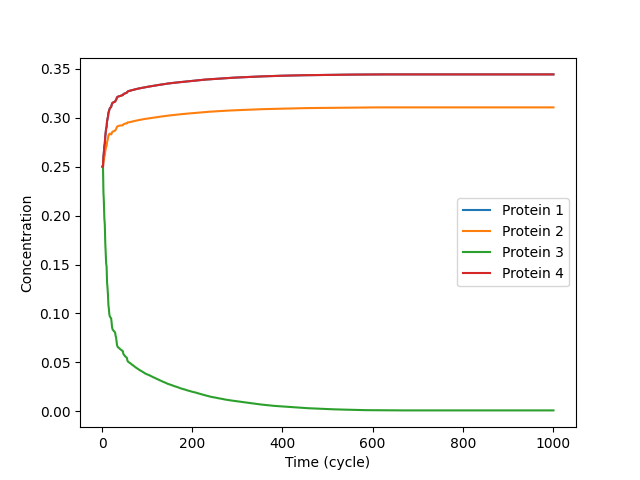 0.35
0.30
0.25
0.20
0.15
0.10
0.05
0.00
Concentration
0
200
400
600
800
1000
Time (cycle)
Protein 1
Protein 2
Protein 3
Protein 4